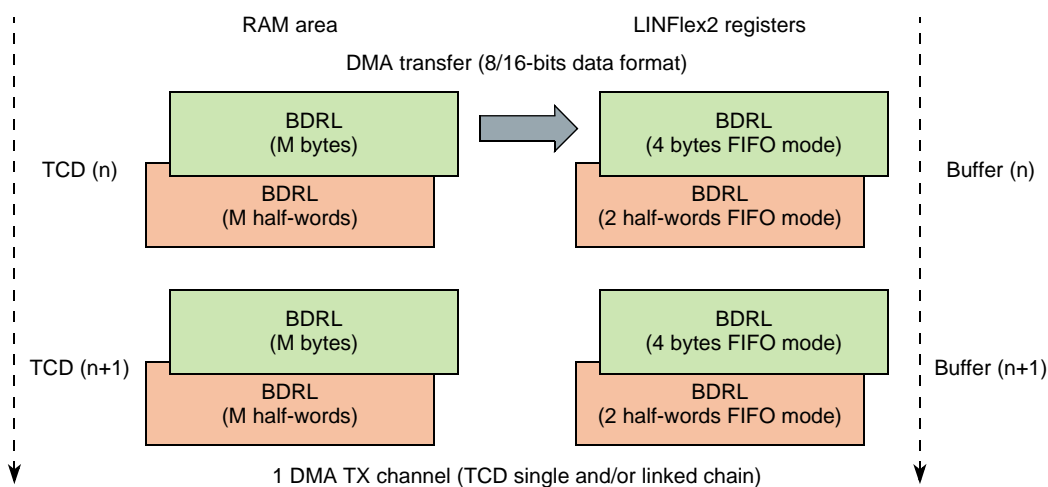 RAM area
LINFlex2 registers
DMA transfer (8/16-bits data format)
BDRL
(M bytes)
BDRL
(4 bytes FIFO mode)
TCD (n)
Buffer (n)
BDRL
(M half-words)
BDRL
(2 half-words FIFO mode)
BDRL
(M bytes)
BDRL
(4 bytes FIFO mode)
TCD (n+1)
Buffer (n+1)
BDRL
(M half-words)
BDRL
(2 half-words FIFO mode)
1 DMA TX channel (TCD single and/or linked chain)